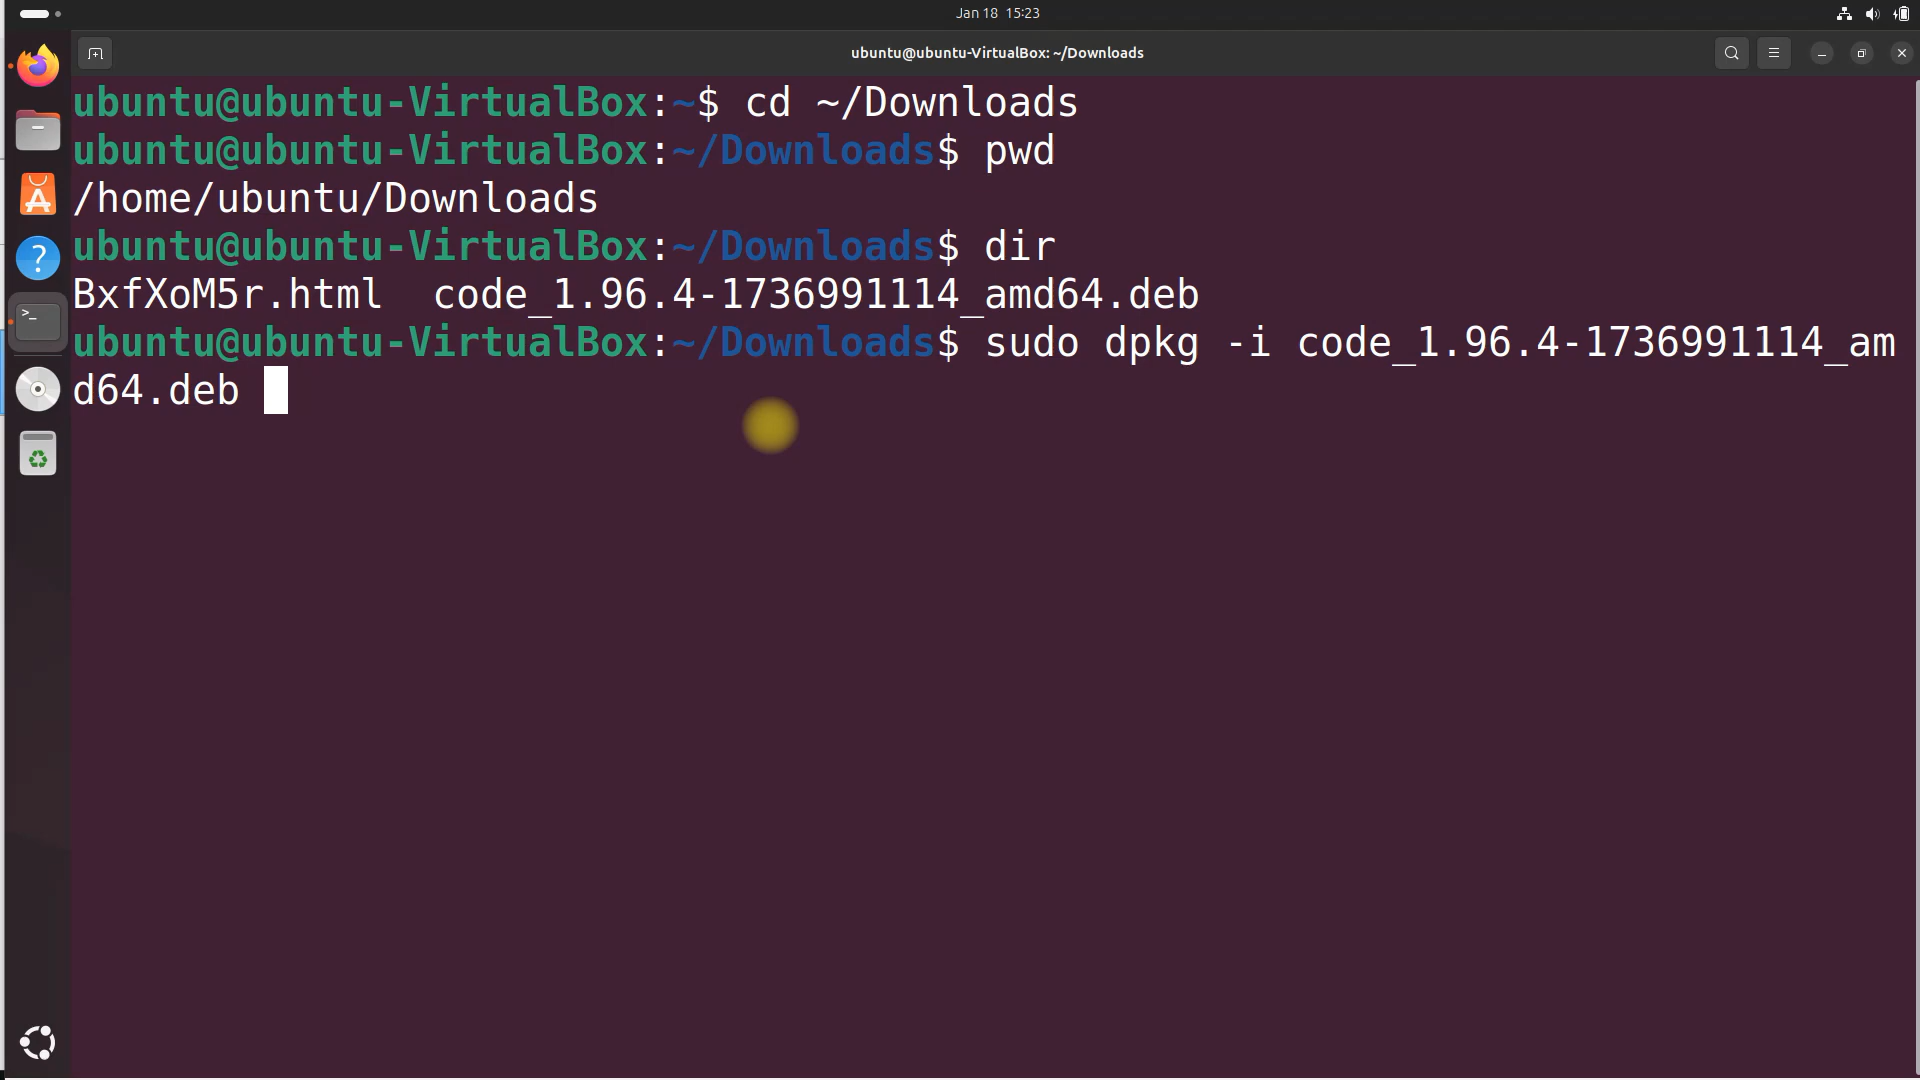 Jan 18 15:23
ubuntu@ubuntu-VirtualBox: ~/Downloads
ubuntu@ubuntu-VirtualBox:~$ cd ~/Downloads
ubuntu@ubuntu-VirtualBox:~/Downloads$ pwd
/home/ubuntu/Downloads
ubuntu@ubuntu-VirtualBox:~/Downloads$ dir
BxfXoM5r.html  code_1.96.4-1736991114_amd64.deb
ubuntu@ubuntu-VirtualBox:~/Downloads$ sudo dpkg -i code_1.96.4-1736991114_am
d64.deb